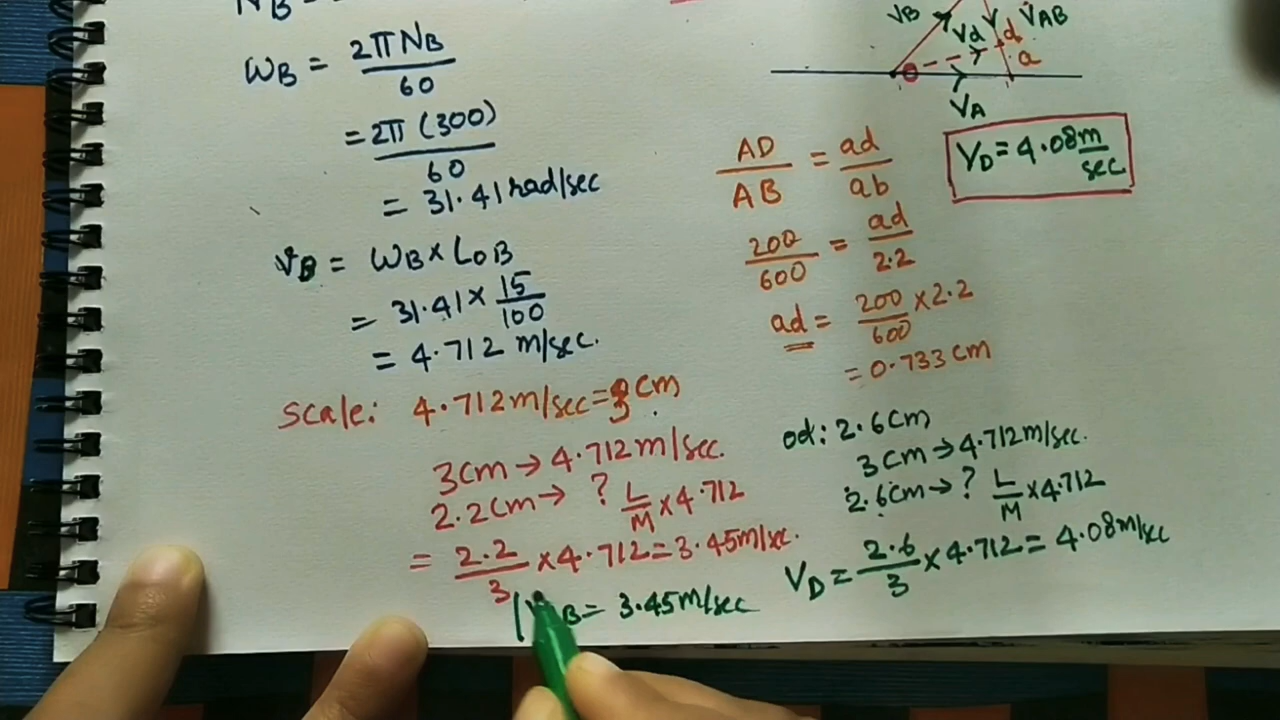 NB =
ωB = 2πNB / 60
= 2π (300) / 60
= 31.41 rad/sec
VB = ωB × LOB
= 31.41 × 15 / 100
= 4.712 m/sec.
Scale: 4.712 m/sec = 3 cm.
3 cm → 4.712 m/sec.
2.2 cm → ? L/M × 4.712
= 2.2/3 × 4.712 = 3.45 m/sec.
B = 3.45 m/sec
VB
Vd
d
VAB
o
a
VA
AD / AB = ad / ab
VD = 4.08 m/sec
200 / 600 = ad / 2.2
ad = 200/600 × 2.2
= 0.733 cm
od: 2.6 cm
3 cm → 4.712 m/sec.
2.6 cm → ? L/M × 4.712
VD = 2.6/3 × 4.712 = 4.08 m/sec